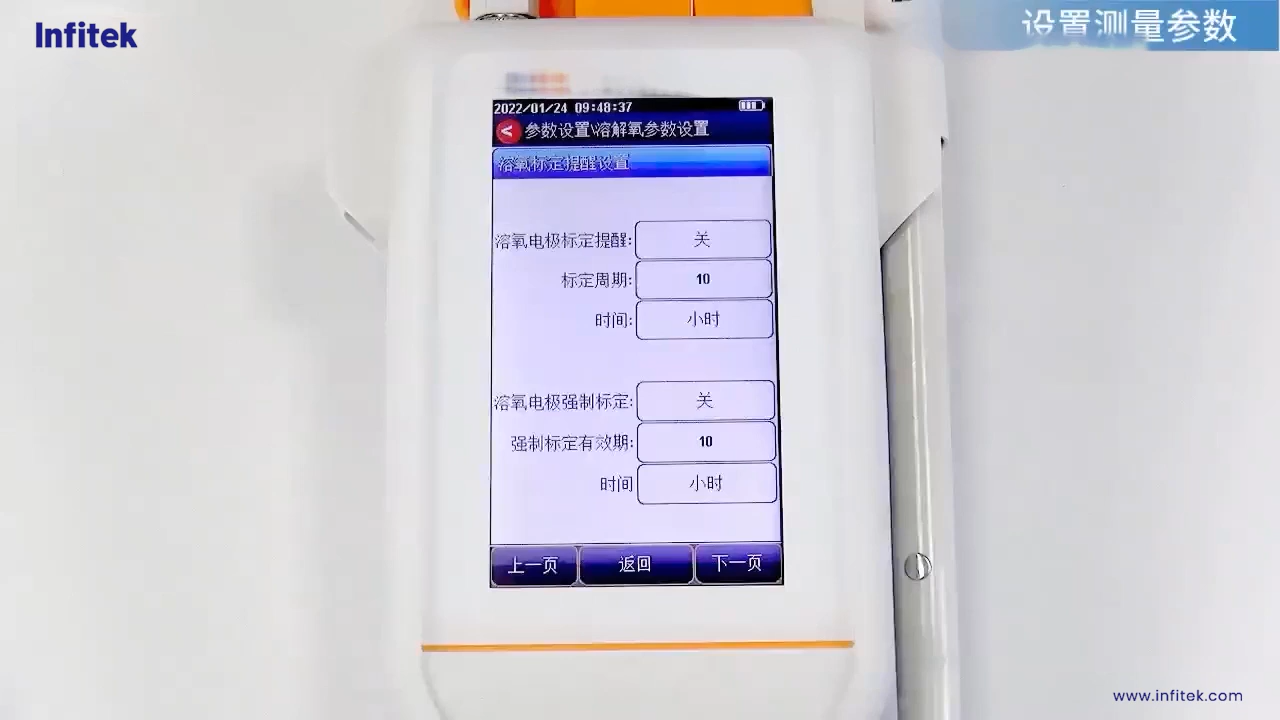 Infitek
设置测量参数
2022/01/24 09:48:37
参数设置\溶解氧参数设置
溶氧标定提醒设置
溶氧电极标定提醒: 关
标定周期: 10
时间: 小时
溶氧电极强制标定: 关
强制标定有效期: 10
时间 小时
上一页 返回 下一页
www.infitek.com